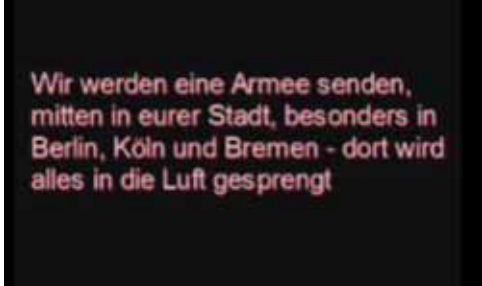 Wir werden eine Armee senden,
mitten in eurer Stadt, besonders in
Berlin, Köln und Bremen - dort wird
alles in die Luft gesprengt